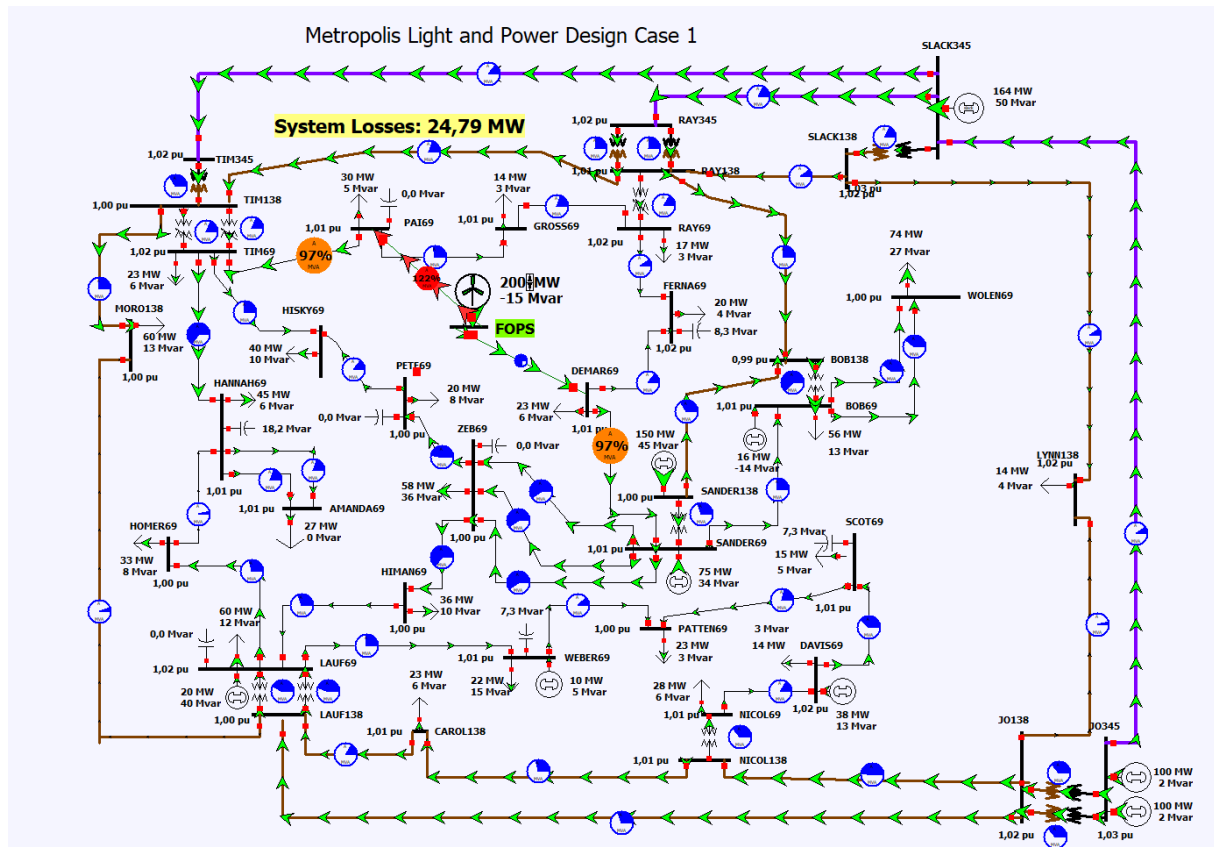 Metropolis Light and Power Design Case 1
SLACK345
164 MW
50 Mvar
System Losses: 24,79 MW
1,02 pu
RAY345
SLACK138
1,02 pu
TIM345
RAY138
1,01 pu
1,03 pu
1,02 pu
30 MW
5 Mvar
0,0 Mvar
14 MW
3 Mvar
1,00 pu
TIM138
1,01 pu
PAI69
1,01 pu
GROSS69
RAY69
1,02 pu
TIM69
1,02 pu
17 MW
3 Mvar
74 MW
27 Mvar
97%
MVA
122%
200 MW
-15 Mvar
23 MW
6 Mvar
FERNA69
20 MW
4 Mvar
8,3 Mvar
1,02 pu
1,00 pu
WOLEN69
MORO138
60 MW
13 Mvar
1,00 pu
HISKY69
40 MW
10 Mvar
FOPS
PETE69
20 MW
8 Mvar
0,0 Mvar
1,00 pu
DEMAR69
23 MW
6 Mvar
1,01 pu
0,99 pu
BOB138
1,01 pu
BOB69
16 MW
-14 Mvar
56 MW
13 Mvar
HANNAH69
45 MW
6 Mvar
18,2 Mvar
1,01 pu
ZEB69
0,0 Mvar
97%
MVA
150 MW
45 Mvar
58 MW
36 Mvar
1,00 pu
SANDER138
1,00 pu
LYNN138
1,02 pu
14 MW
4 Mvar
1,01 pu
AMANDA69
27 MW
0 Mvar
HOMER69
33 MW
8 Mvar
1,00 pu
1,01 pu
SANDER69
75 MW
34 Mvar
7,3 Mvar
SCOT69
15 MW
5 Mvar
1,01 pu
HIMAN69
36 MW
10 Mvar
1,00 pu
60 MW
12 Mvar
0,0 Mvar
7,3 Mvar
1,00 pu
PATTEN69
23 MW
3 Mvar
3 Mvar
14 MW
DAVIS69
1,02 pu
38 MW
13 Mvar
1,02 pu
LAUF69
20 MW
40 Mvar
1,01 pu
WEBER69
22 MW
15 Mvar
10 MW
5 Mvar
1,00 pu
LAUF138
23 MW
6 Mvar
1,01 pu
CAROL138
28 MW
6 Mvar
1,01 pu
NICOL69
1,01 pu
NICOL138
JO138
JO345
100 MW
2 Mvar
100 MW
2 Mvar
1,02 pu
1,03 pu